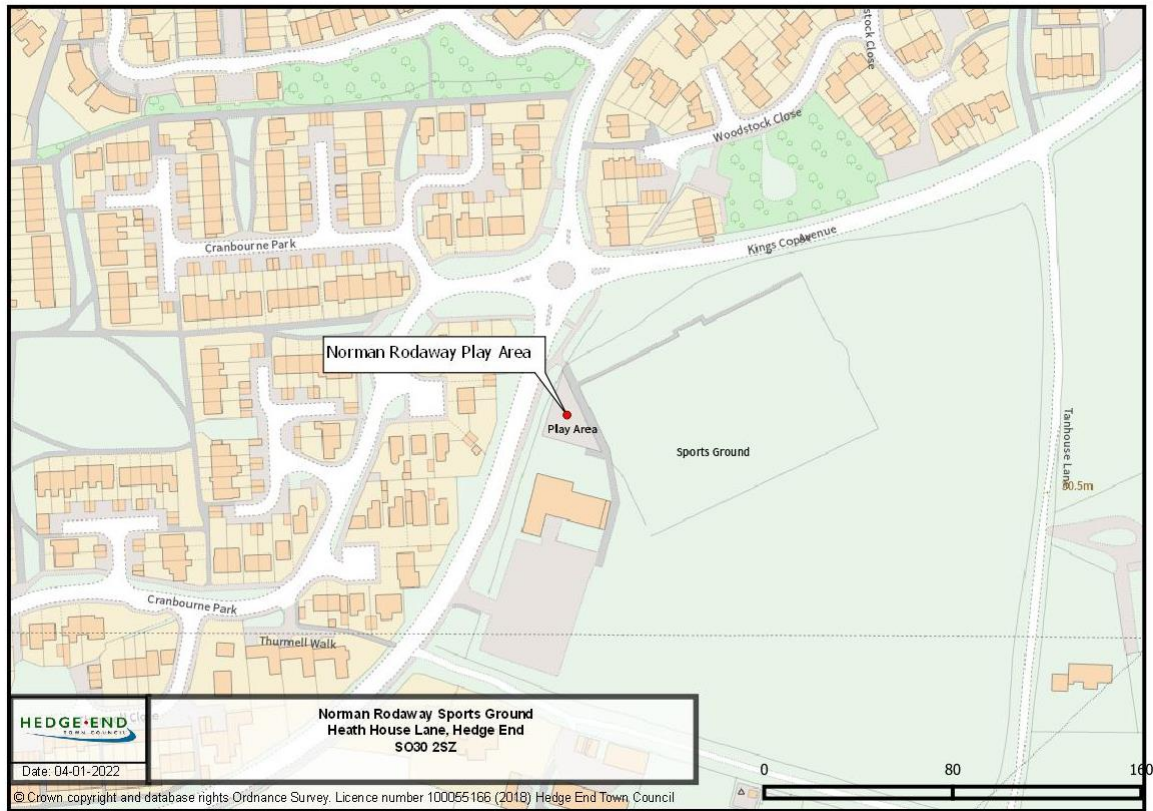 stock Close
Woodstock Close
Cranbourne Park
Kings Copse Avenue
Norman Rodaway Play Area
Play Area
Sports Ground
Tanhouse Lane
Cranbourne Park
Thurmell Walk
Close
HEDGE END
TOWN COUNCIL
Date: 04-01-2022
Norman Rodaway Sports Ground
Heath House Lane, Hedge End
SO30 2SZ
0 80 160
© Crown copyright and database rights Ordnance Survey. Licence number 100055166 (2018) Hedge End Town Council